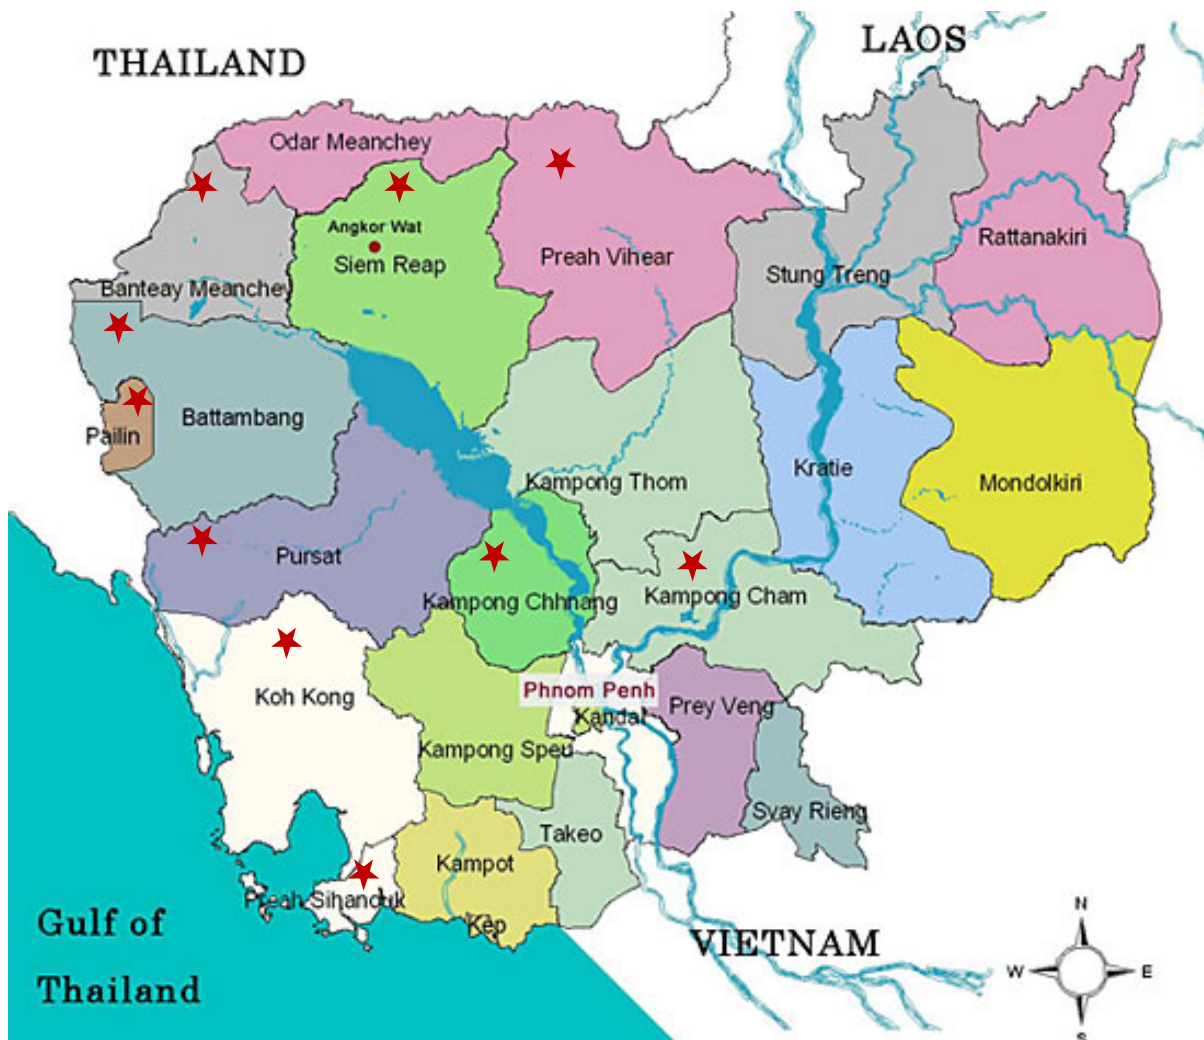 THAILAND
LAOS
Odar Meanchey
Angkor Wat
Siem Reap
Preah Vihear
Rattanakiri
Stung Treng
Banteay Meanchey
Battambang
Pailin
Kratie
Kampong Thom
Mondolkiri
Pursat
Kampong Chhnang
Kampong Cham
Koh Kong
Phnom Penh
Prey Veng
Kandal
Kampong Speu
Svay Rieng
Takeo
Kampot
Preah Sihanouk
Kep
Gulf of
Thailand
VIETNAM
N
W
E
S